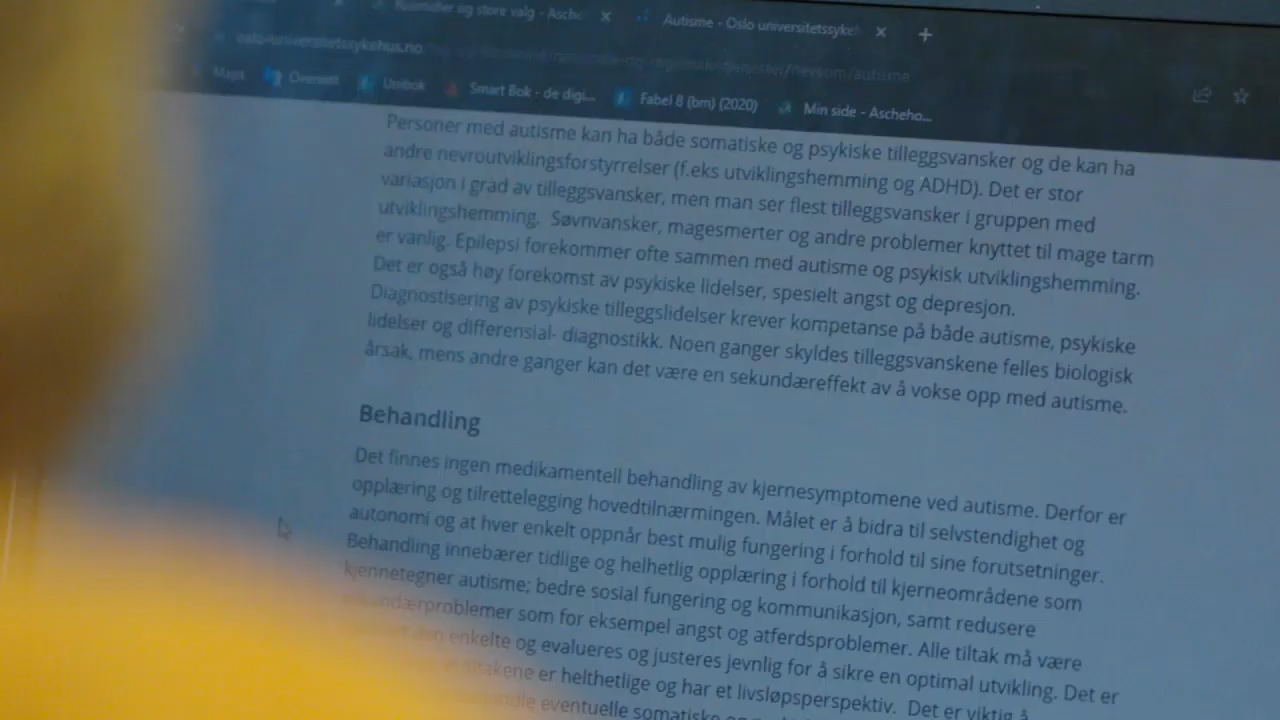 Rusmidler og store valg - Asche
Autisme - Oslo universitetssykeh
oslo-universitetssykehus.no
/nevsom/autisme
Maps
Oversett
Unibok
Smart Bok - de digi...
Fabel 8 (bm) (2020)
Min side - Ascheho...
Personer med autisme kan ha både somatiske og psykiske tilleggsvansker og de kan ha
andre nevroutviklingsforstyrrelser (f.eks utviklingshemming og ADHD). Det er stor
variasjon i grad av tilleggsvansker, men man ser flest tilleggsvansker i gruppen med
utviklingshemming. Søvnvansker, magesmerter og andre problemer knyttet til mage tarm
er vanlig. Epilepsi forekommer ofte sammen med autisme og psykisk utviklingshemming.
Det er også høy forekomst av psykiske lidelser, spesielt angst og depresjon.
Diagnostisering av psykiske tilleggslidelser krever kompetanse på både autisme, psykiske
lidelser og differensial- diagnostikk. Noen ganger skyldes tilleggsvanskene felles biologisk
årsak, mens andre ganger kan det være en sekundæreffekt av å vokse opp med autisme.
Behandling
Det finnes ingen medikamentell behandling av kjernesymptomene ved autisme. Derfor er
opplæring og tilrettelegging hovedtilnærmingen. Målet er å bidra til selvstendighet og
autonomi og at hver enkelt oppnår best mulig fungering i forhold til sine forutsetninger.
Behandling innebærer tidlige og helhetlig opplæring i forhold til kjerneområdene som
kjennetegner autisme; bedre sosial fungering og kommunikasjon, samt redusere
sekundærproblemer som for eksempel angst og atferdsproblemer. Alle tiltak må være
enkelte og evalueres og justeres jevnlig for å sikre en optimal utvikling. Det er
tiltakene er helthetlige og har et livsløpsperspektiv. Det er viktig å
eventuelle somatiske